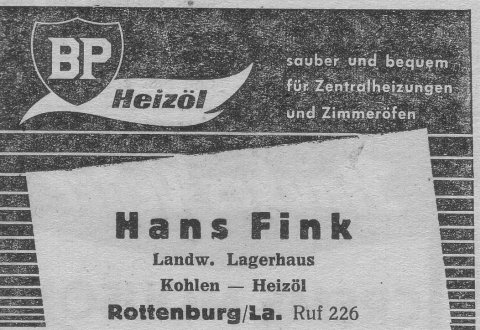 BP
Heizöl
sauber und bequem
für Zentralheizungen
und Zimmeröfen
Hans Fink
Landw. Lagerhaus
Kohlen — Heizöl
Rottenburg/La. Ruf 226